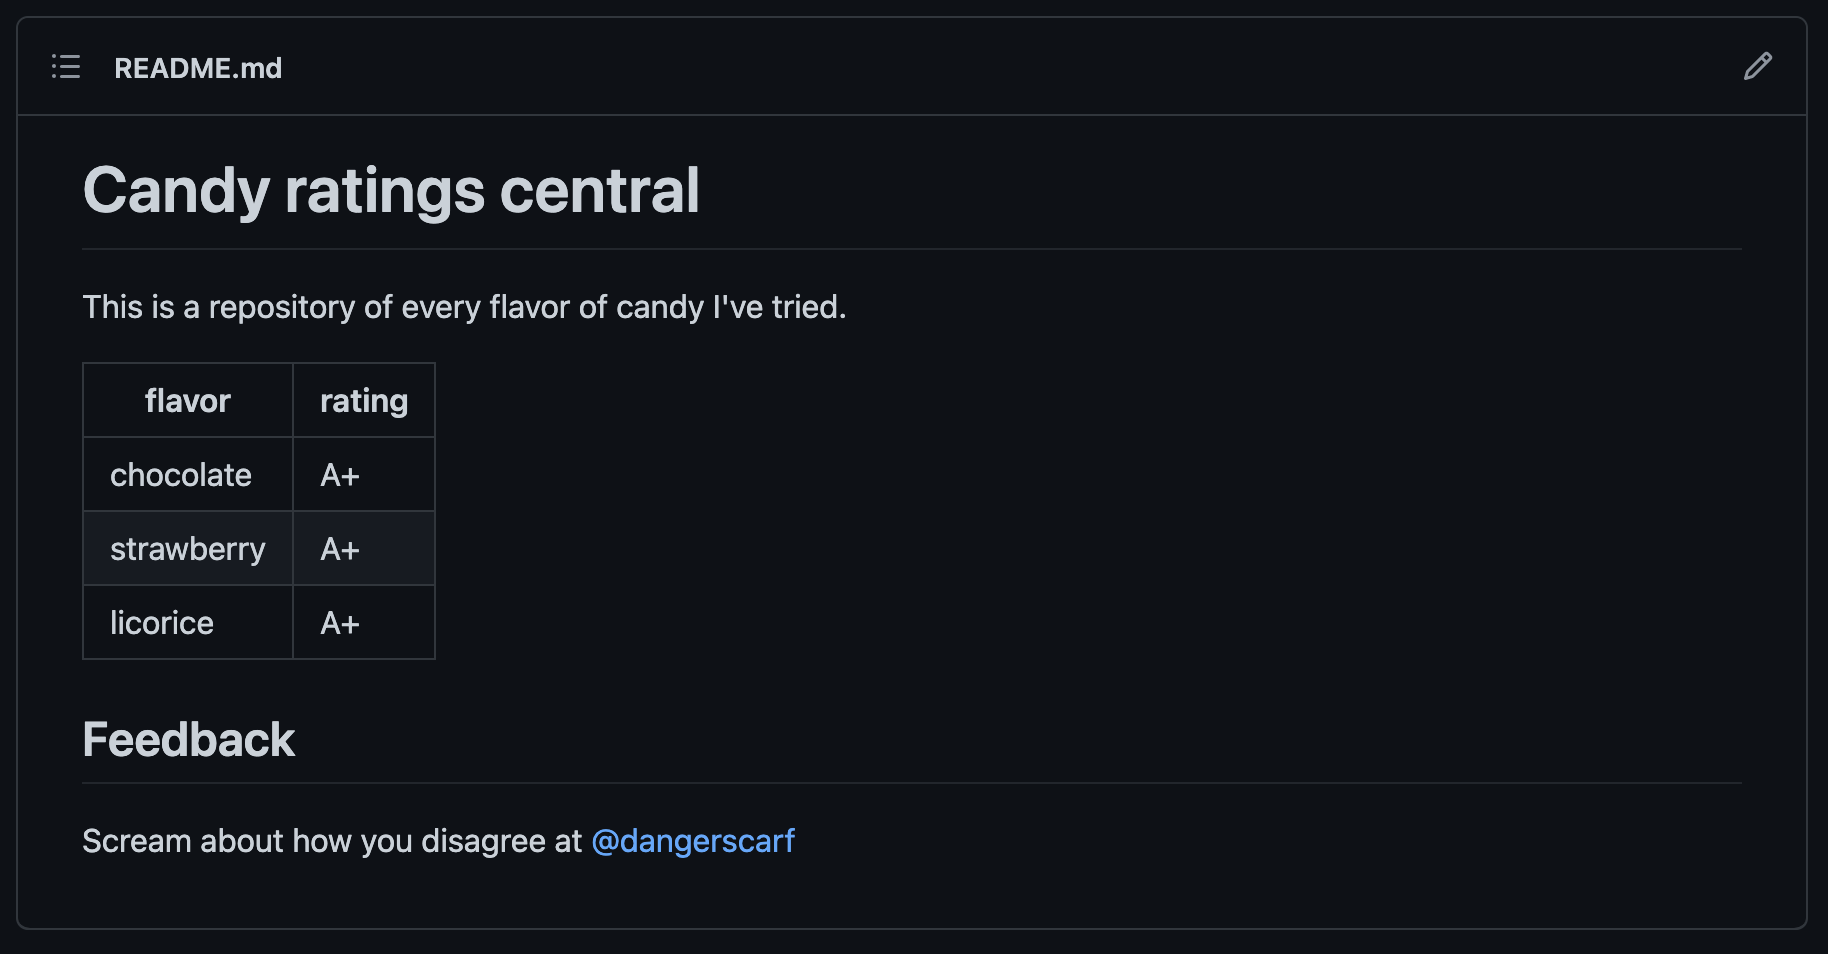 README.md
Candy ratings central
This is a repository of every flavor of candy I've tried.
flavor rating
chocolate A+
strawberry A+
licorice A+
Feedback
Scream about how you disagree at @dangerscarf